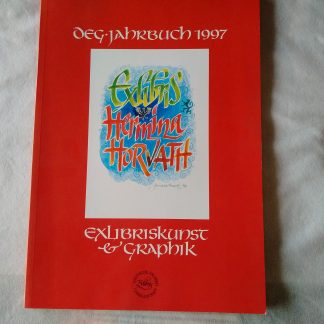 DEG·JAHRBUCH 1997
Exlibris
Hermina
HORVATH
EXLIBRISKUNST
& GRAPHIK